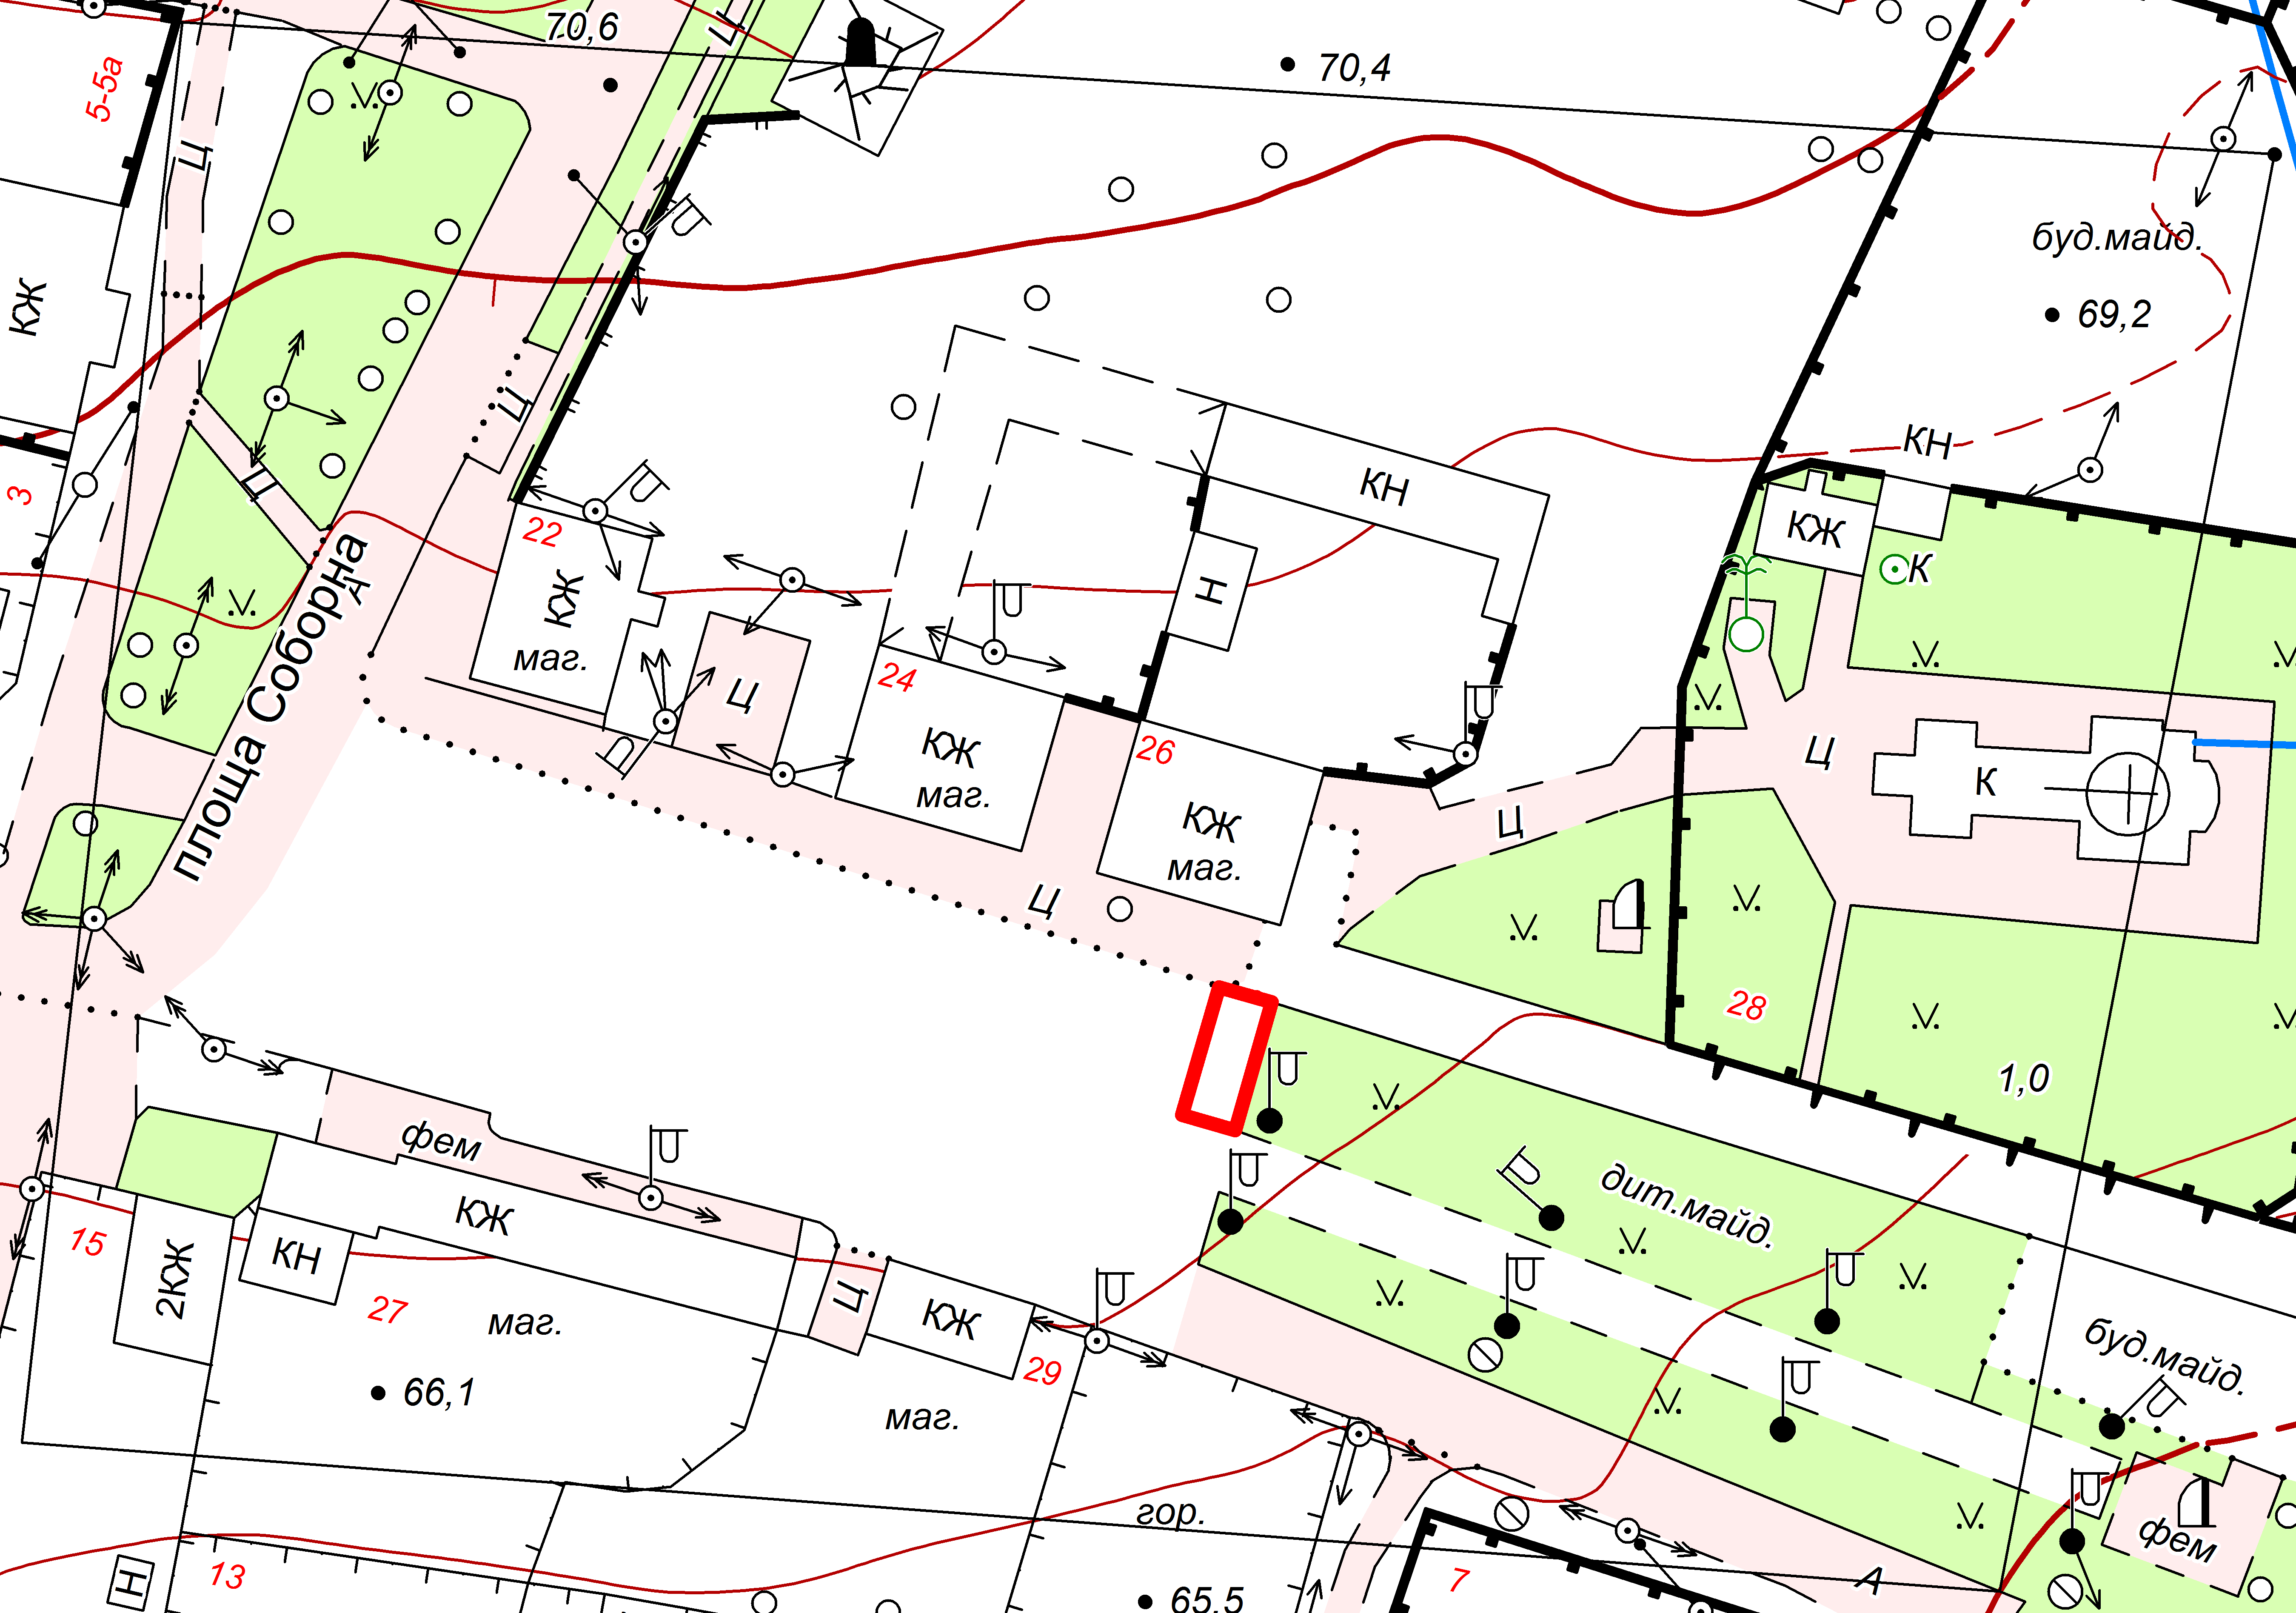 70,6
Ц
70,4
5-5а
Ц
буд.майд.
69,2
КЖ
Ц
КН
КН
3
Ц
22
КЖ
К
площа Соборна
А
КЖ
маг.
Н
24
Ц
26
КЖ
маг.
Ц
К
КЖ
маг.
Ц
Ц
28
1,0
фем
КЖ
дит.майд.
15
2КЖ
КН
27
маг.
Ц
КЖ
29
буд.майд.
66,1
маг.
гор.
фем
13
Н
7
А
65,5